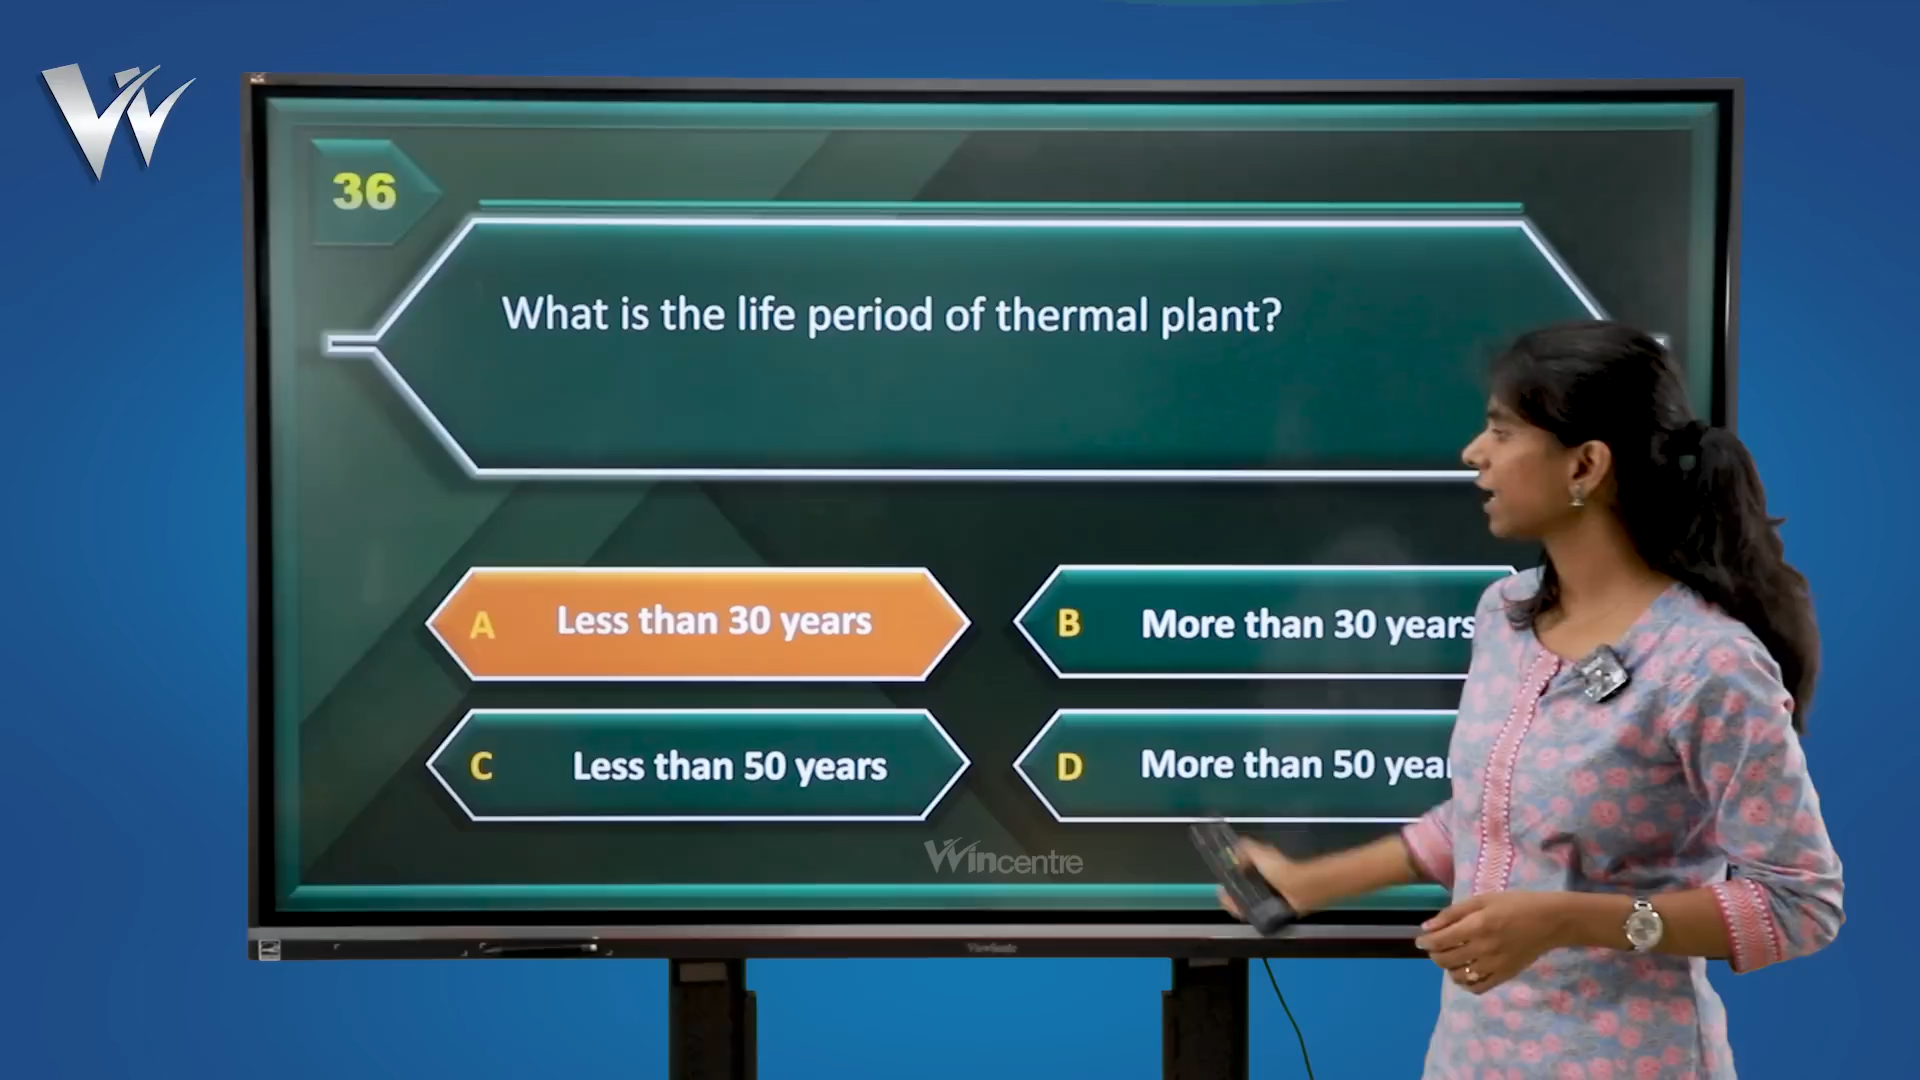 36
What is the life period of thermal plant?
A Less than 30 years
B More than 30 years
C Less than 50 years
D More than 50 yea
Wincentre
ViewSonic